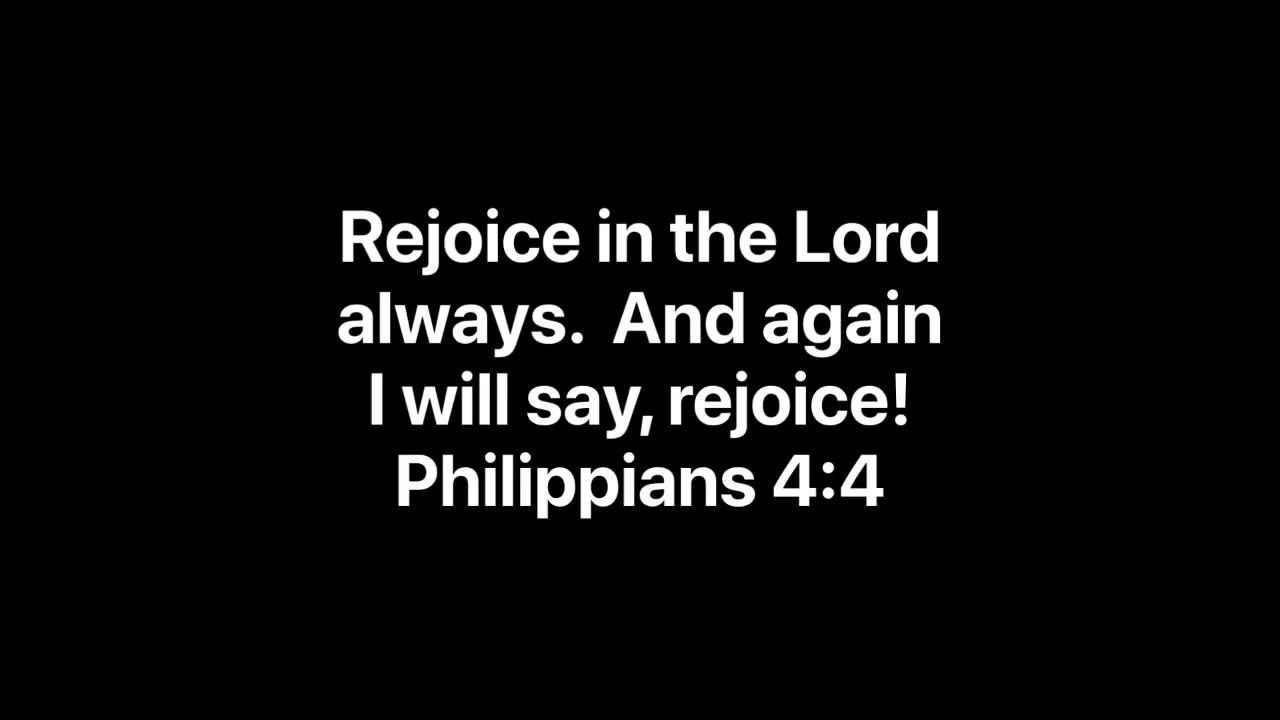 Rejoice in the Lord
always.  And again
I will say, rejoice!
Philippians 4:4